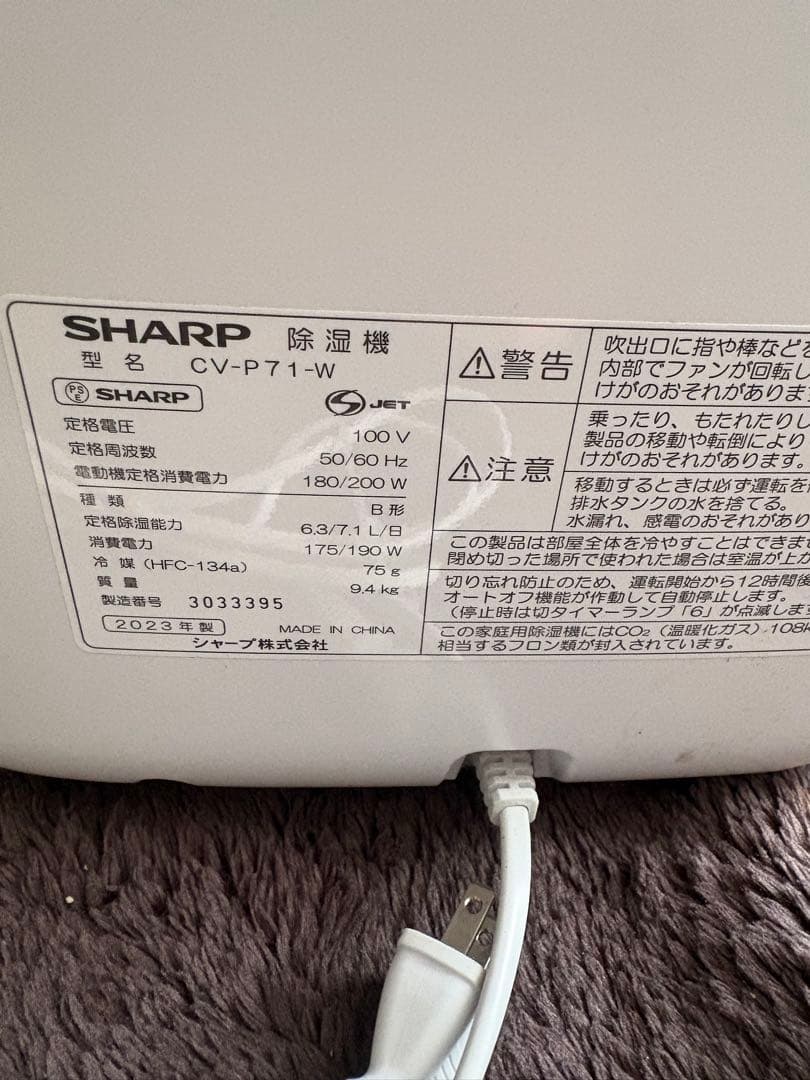 SHARP 除湿機
型名 CV-P71-W
PSE SHARP
S JET
定格電圧 100 V
定格周波数 50/60 Hz
電動機定格消費電力 180/200 W
種類 B形
定格除湿能力 6.3/7.1 L/日
消費電力 175/190 W
冷媒(HFC-134a) 75 g
質量 9.4 kg
製造番号 3033395
2023年製 MADE IN CHINA
シャープ株式会社
⚠警告
吹出口に指や棒などを
内部でファンが回転し
けがのおそれがあります
⚠注意
乗ったり、もたれたりし
製品の移動や転倒により
けがのおそれがあります。
移動するときは必ず運転を
排水タンクの水を捨てる。
水漏れ、感電のおそれがあり
この製品は部屋全体を冷やすことはできま
閉め切った場所で使われた場合は室温が上が
切り忘れ防止のため、運転開始から12時間後
オートオフ機能が作動して自動停止します。
(停止時は切タイマーランプ「6」が点滅しま
この家庭用除湿機にはCO₂(温暖化ガス)108k
相当するフロン類が封入されています。